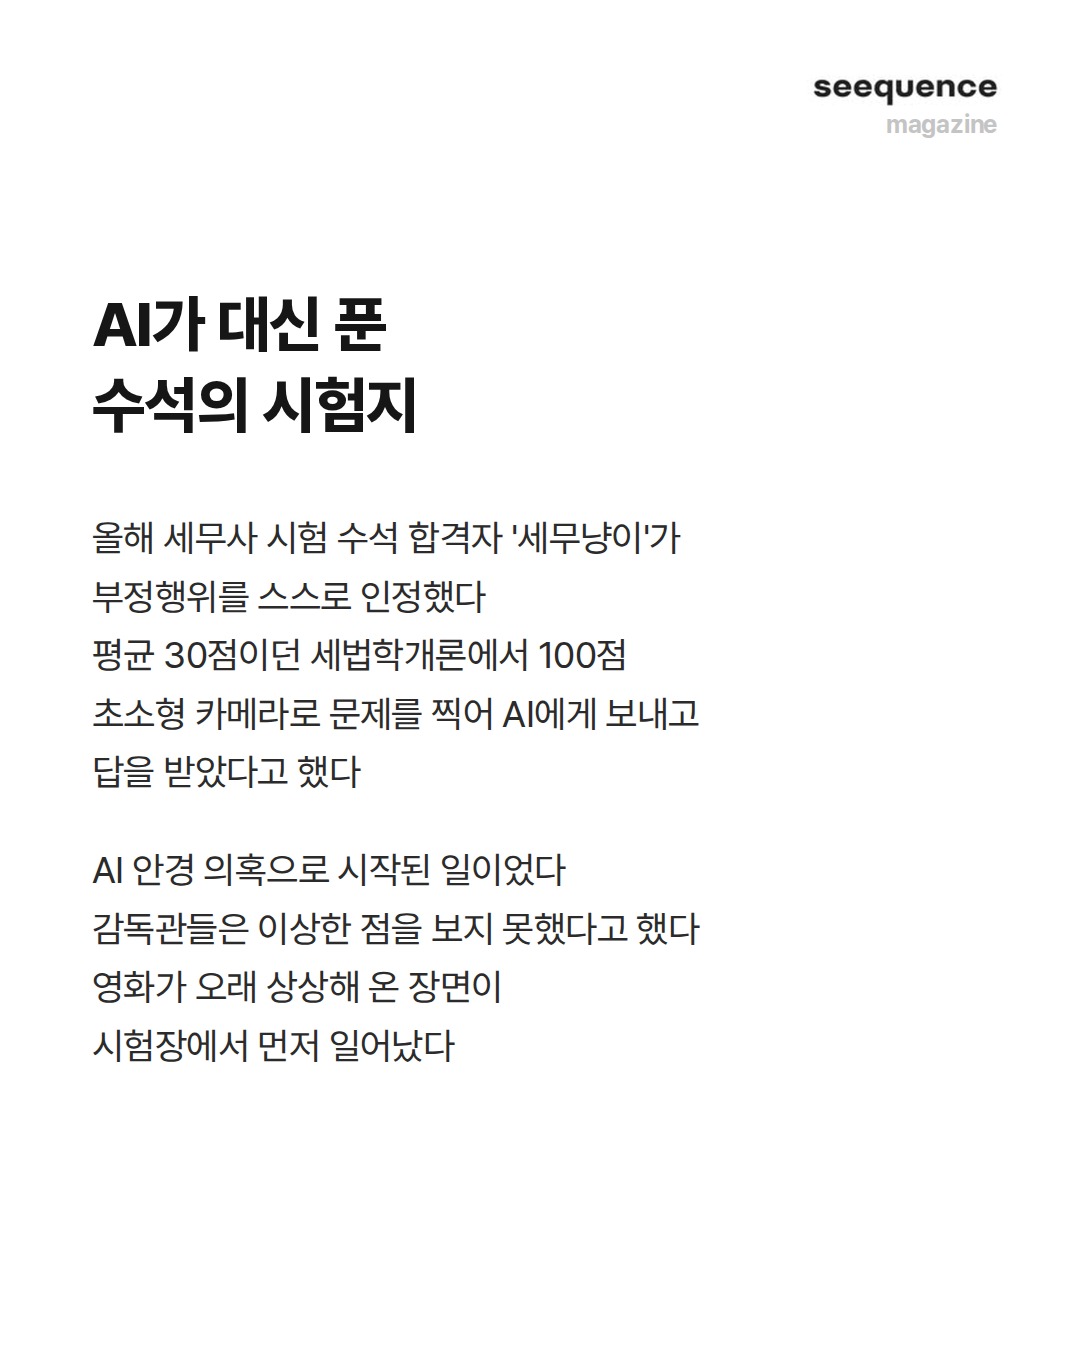 seequence
magazine
AI가 대신 푼
수석의 시험지
올해 세무사 시험 수석 합격자 '세무냥이'가
부정행위를 스스로 인정했다
평균 30점이던 세법학개론에서 100점
초소형 카메라로 문제를 찍어 AI에게 보내고
답을 받았다고 했다
AI 안경 의혹으로 시작된 일이었다
감독관들은 이상한 점을 보지 못했다고 했다
영화가 오래 상상해 온 장면이
시험장에서 먼저 일어났다